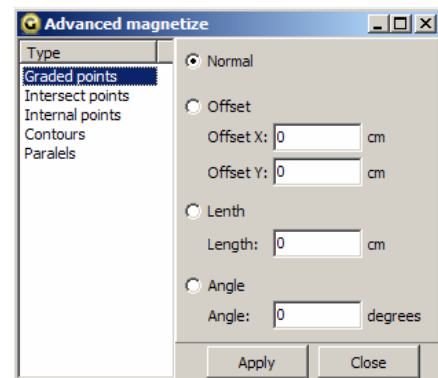 Advanced magnetize
Type
Graded points
Intersect points
Internal points
Contours
Paralels
Normal
Offset
Offset X: 0 cm
Offset Y: 0 cm
Lenth
Length: 0 cm
Angle
Angle: 0 degrees
Apply Close